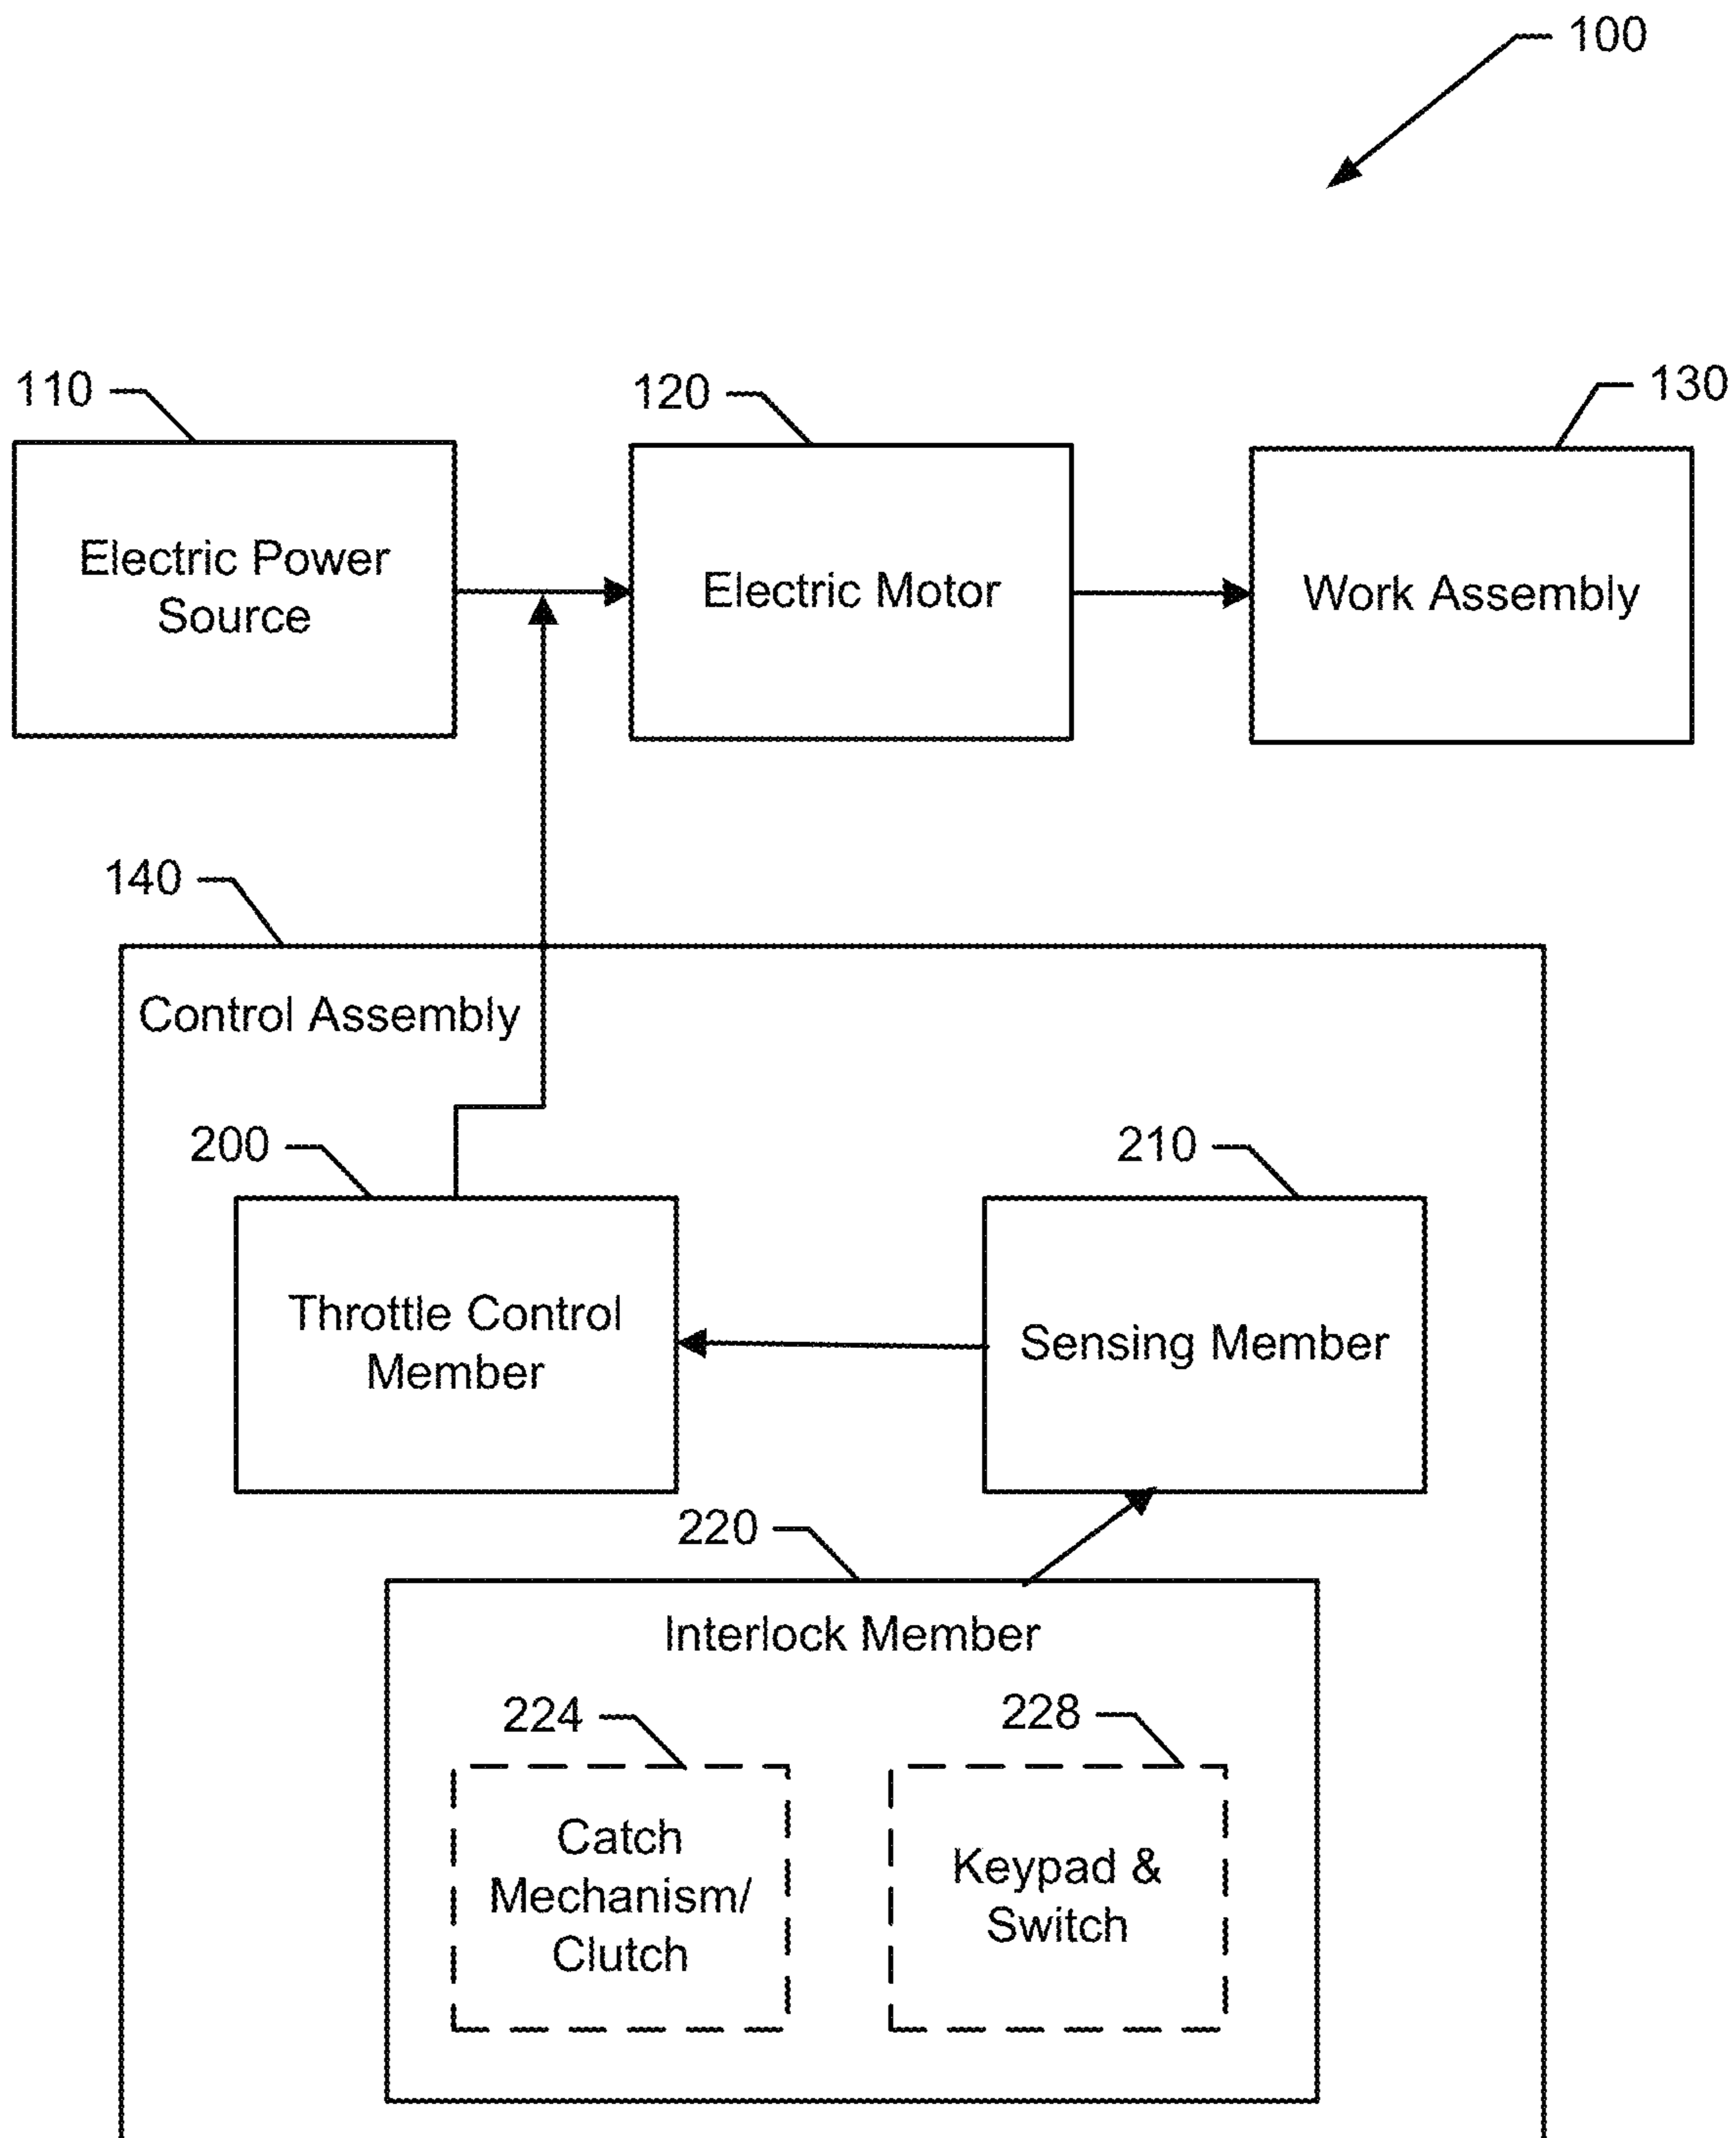 100
110
120
130
Electric Power
Source
Electric Motor
Work Assembly
140
Control Assembly
200
210
Throttle Control
Member
Sensing Member
220
Interlock Member
224
228
Catch
Mechanism/
Clutch
Keypad &
Switch